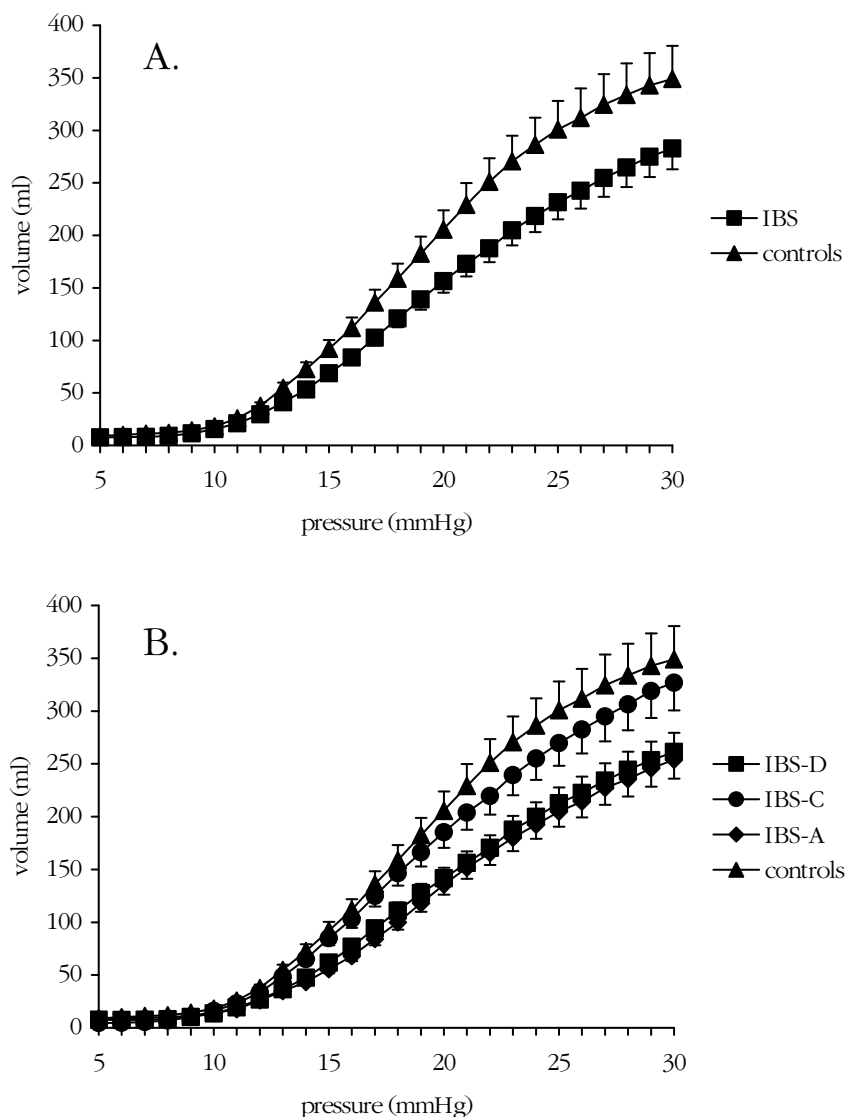 400
A.
350
300
250
IBS
200
controls
150
100
50
0
5 10 15 20 25 30
volume (ml)
pressure (mmHg)
400
B.
350
300
250
IBS-D
200
IBS-C
IBS-A
150
controls
100
50
0
5 10 15 20 25 30
volume (ml)
pressure (mmHg)